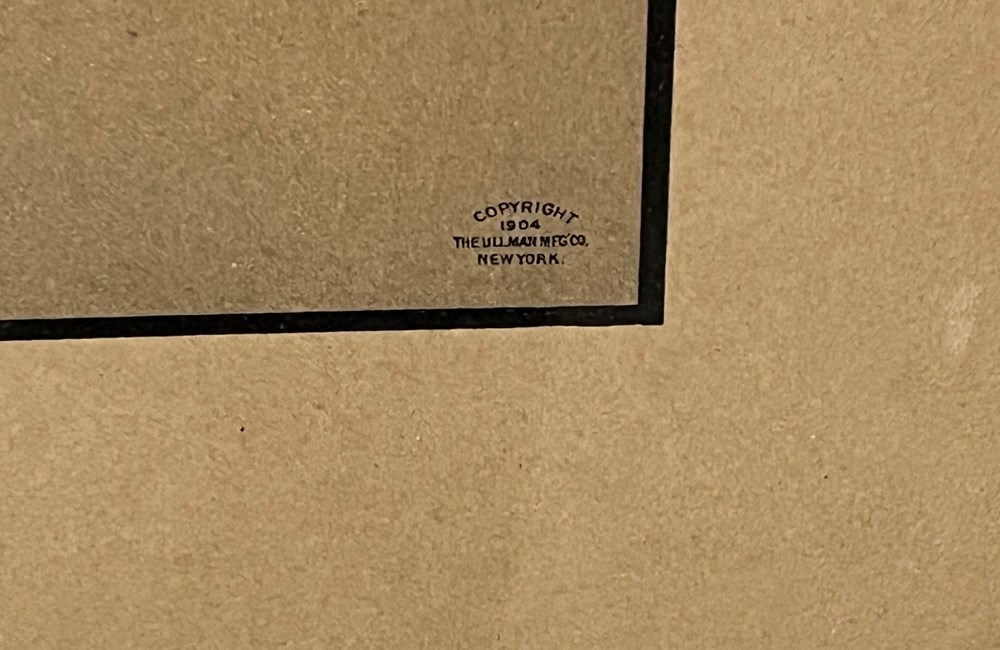 COPYRIGHT
1904
THE ULLMAN MFG'CO.
NEW YORK.